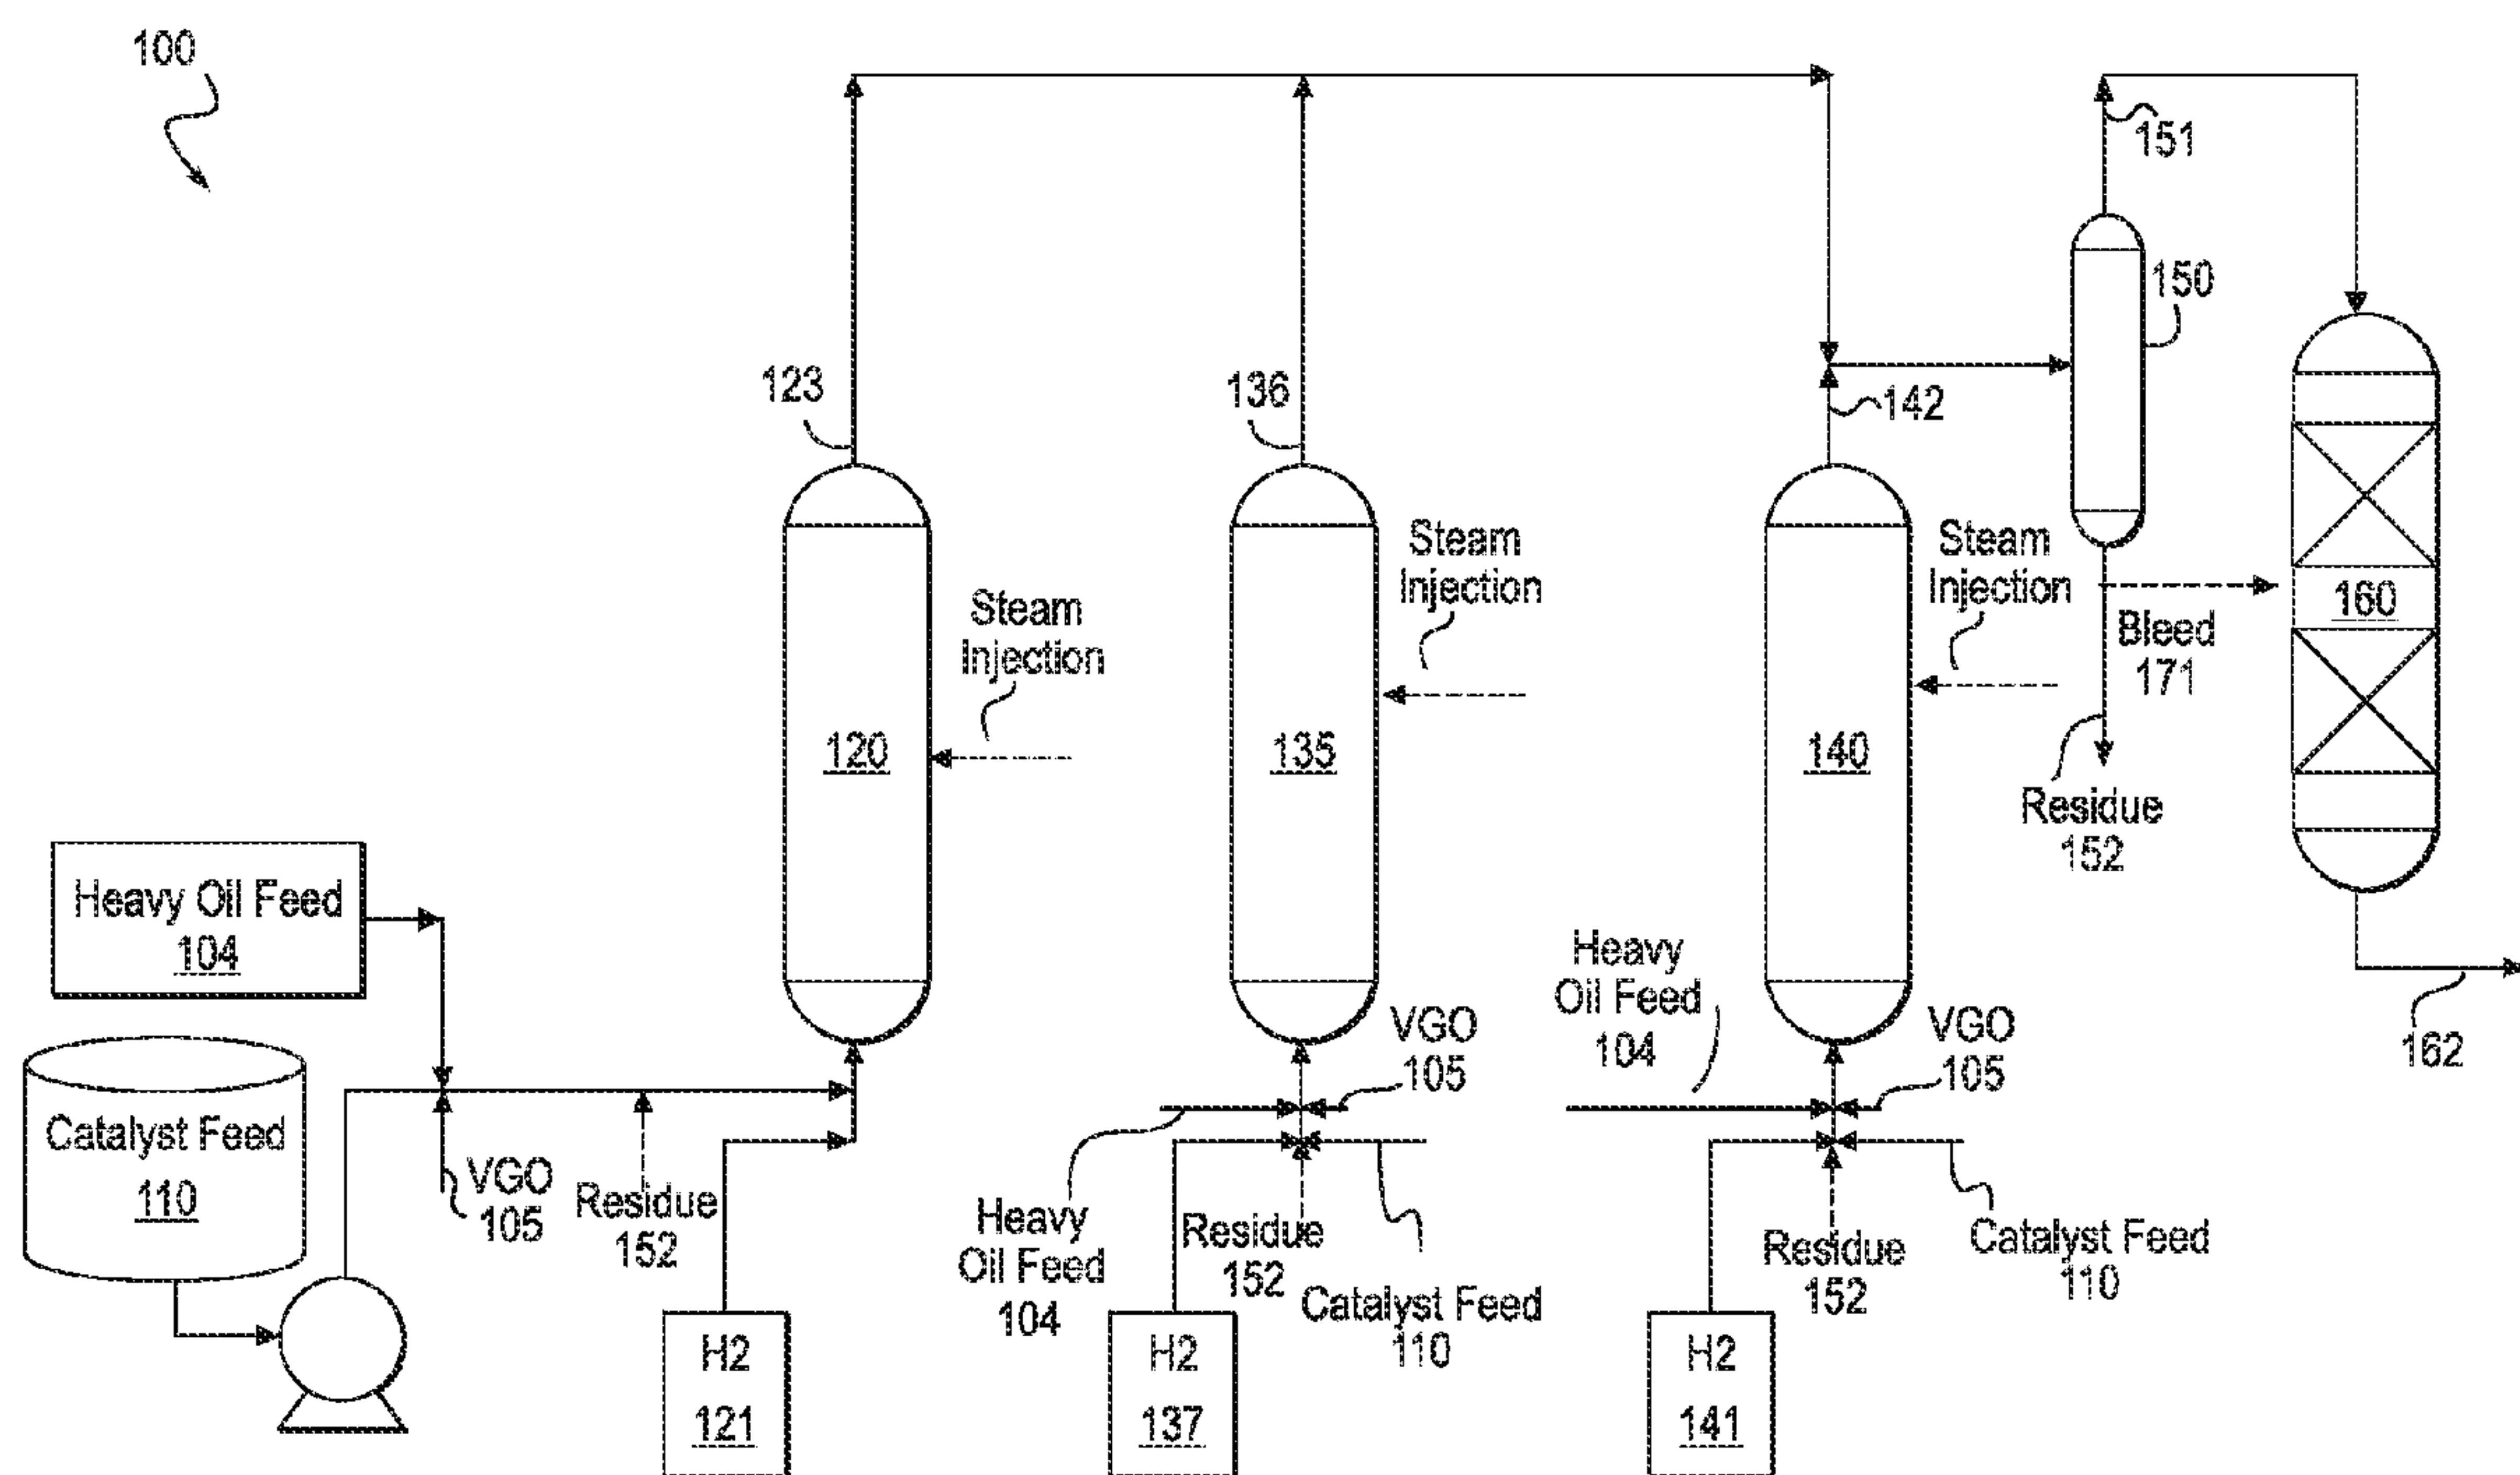 100
151
150
123
136
142
Steam
Injection
Steam
Injection
Steam
Injection
160
Bleed
171
120
135
140
Residue
152
Heavy Oil Feed
104
Heavy
Oil Feed
104
VGO
105
VGO
105
162
Catalyst Feed
110
VGO
105
Residue
152
Heavy
Oil Feed
104
Residue
152
Catalyst Feed
110
Residue
152
Catalyst Feed
110
H2
121
H2
137
H2
141